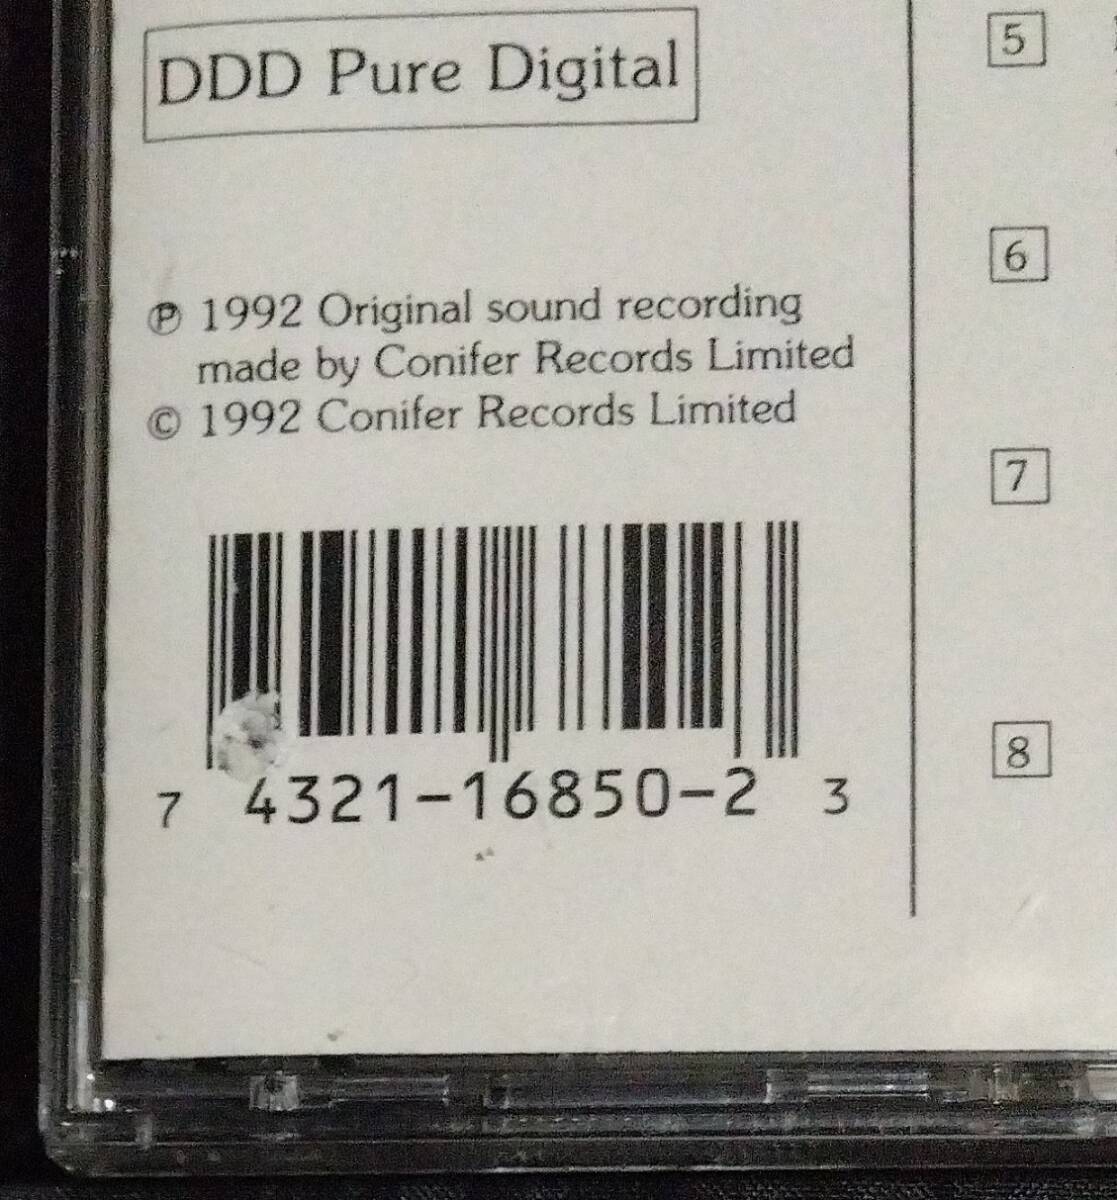 DDD Pure Digital
℗ 1992 Original sound recording
made by Conifer Records Limited
© 1992 Conifer Records Limited
7 4321-16850-2 3
5
6
7
8